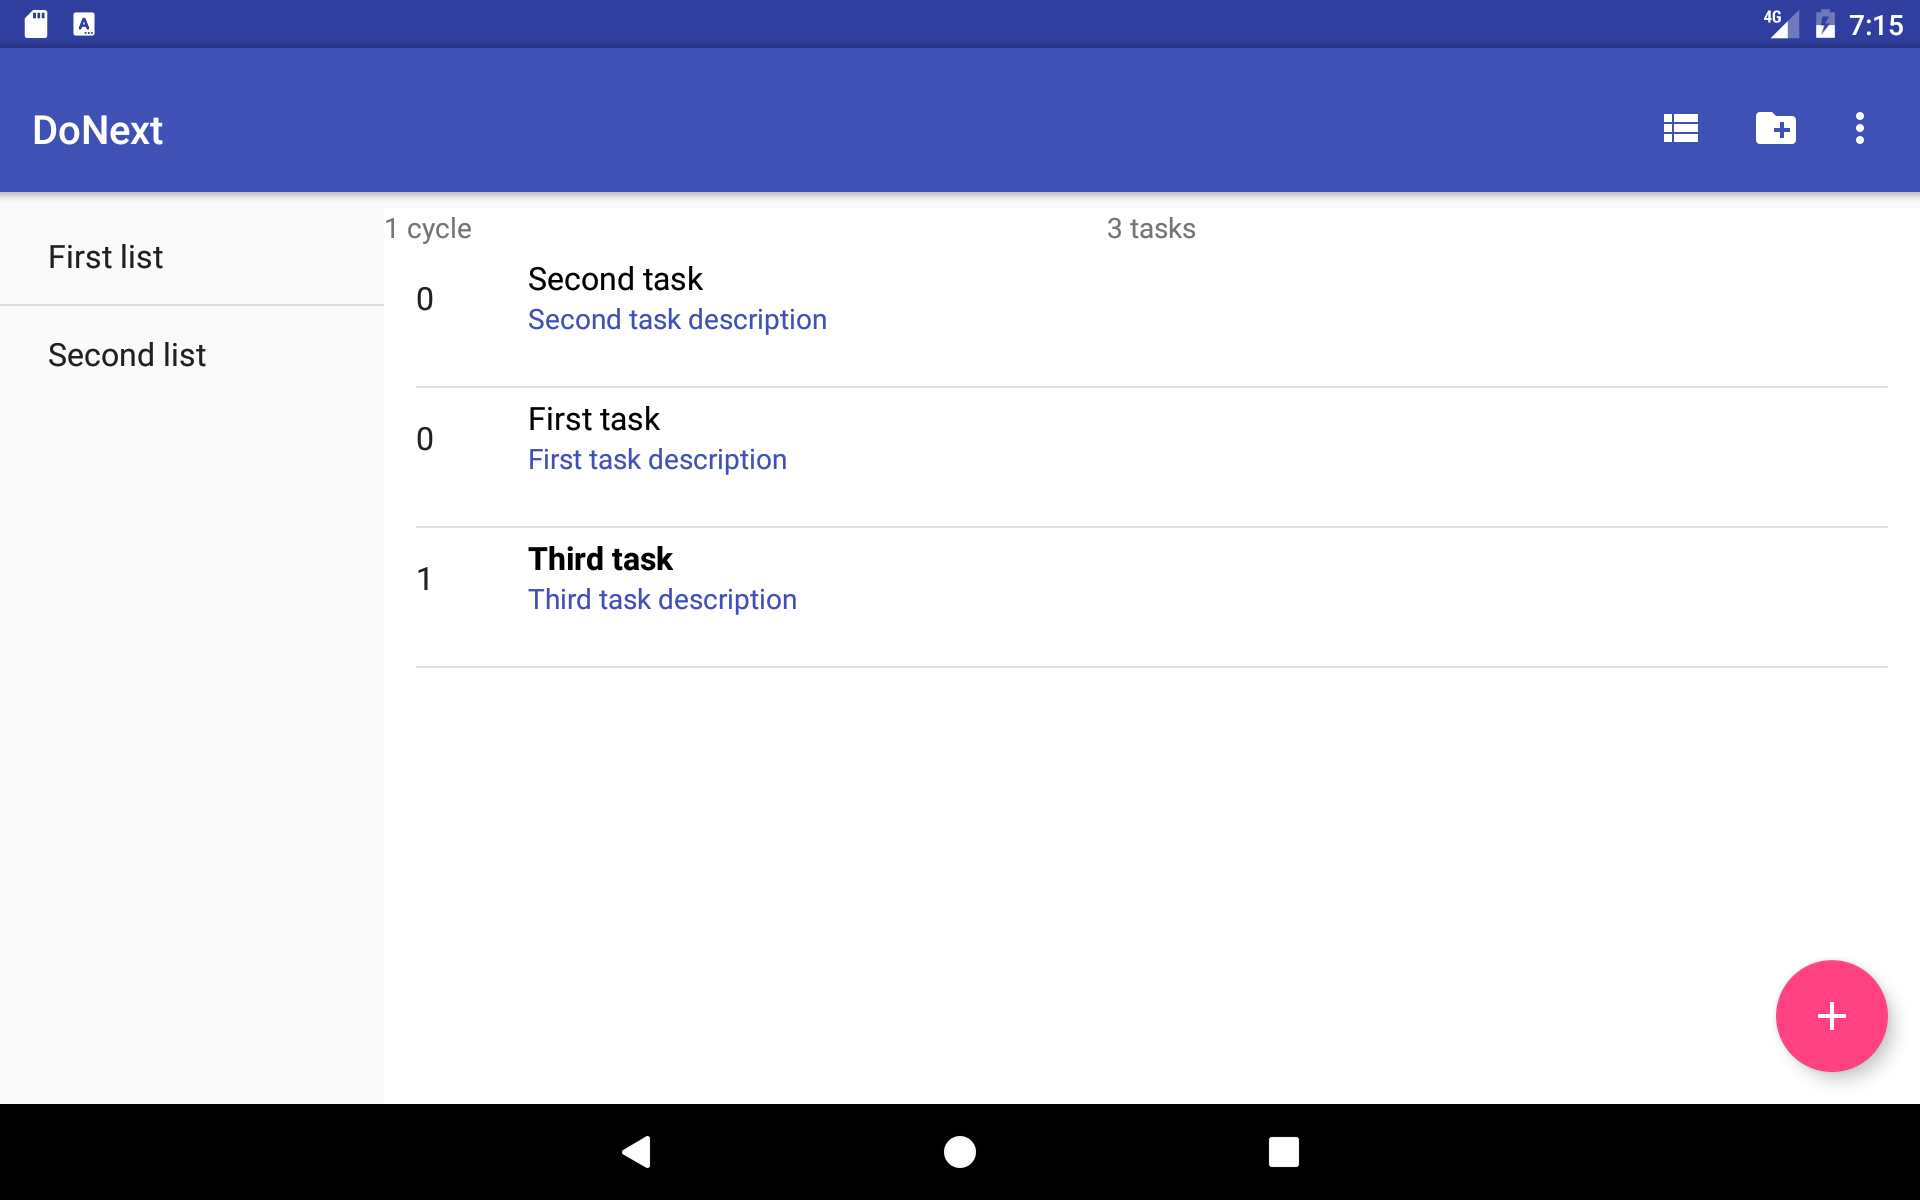 4G 7:15
DoNext
First list
Second list
1 cycle 3 tasks
0 Second task
Second task description
0 First task
First task description
1 Third task
Third task description